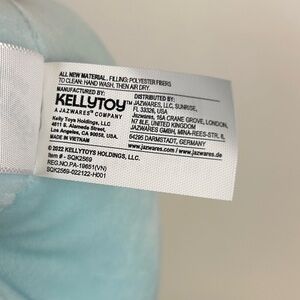 ALL NEW MATERIAL. FILLING: POLYESTER FIBERS
TO CLEAN: HAND WASH, THEN AIR DRY.
MANUFACTURED BY:
KELLYTOY™
A JAZWARES™ COMPANY
Kelly Toys Holdings, LLC
4811 S. Alameda Street,
Los Angeles, CA 90058, USA.
MADE IN VIETNAM
DISTRIBUTED BY:
JAZWARES, LLC, SUNRISE,
FL 33326, USA
Jazwares, 16A CRANE GROVE, LONDON,
N7 8LE, UNITED KINGDOM
JAZWARES GMBH, MINA-REES-STR. 8,
64295 DARMSTADT, GERMANY
www.jazwares.com
www.jazwares.de
© 2022 KELLYTOYS HOLDINGS, LLC.
Item # - SQK2569
REG.NO.PA-19651(VN)
SQK2569-022122-H001